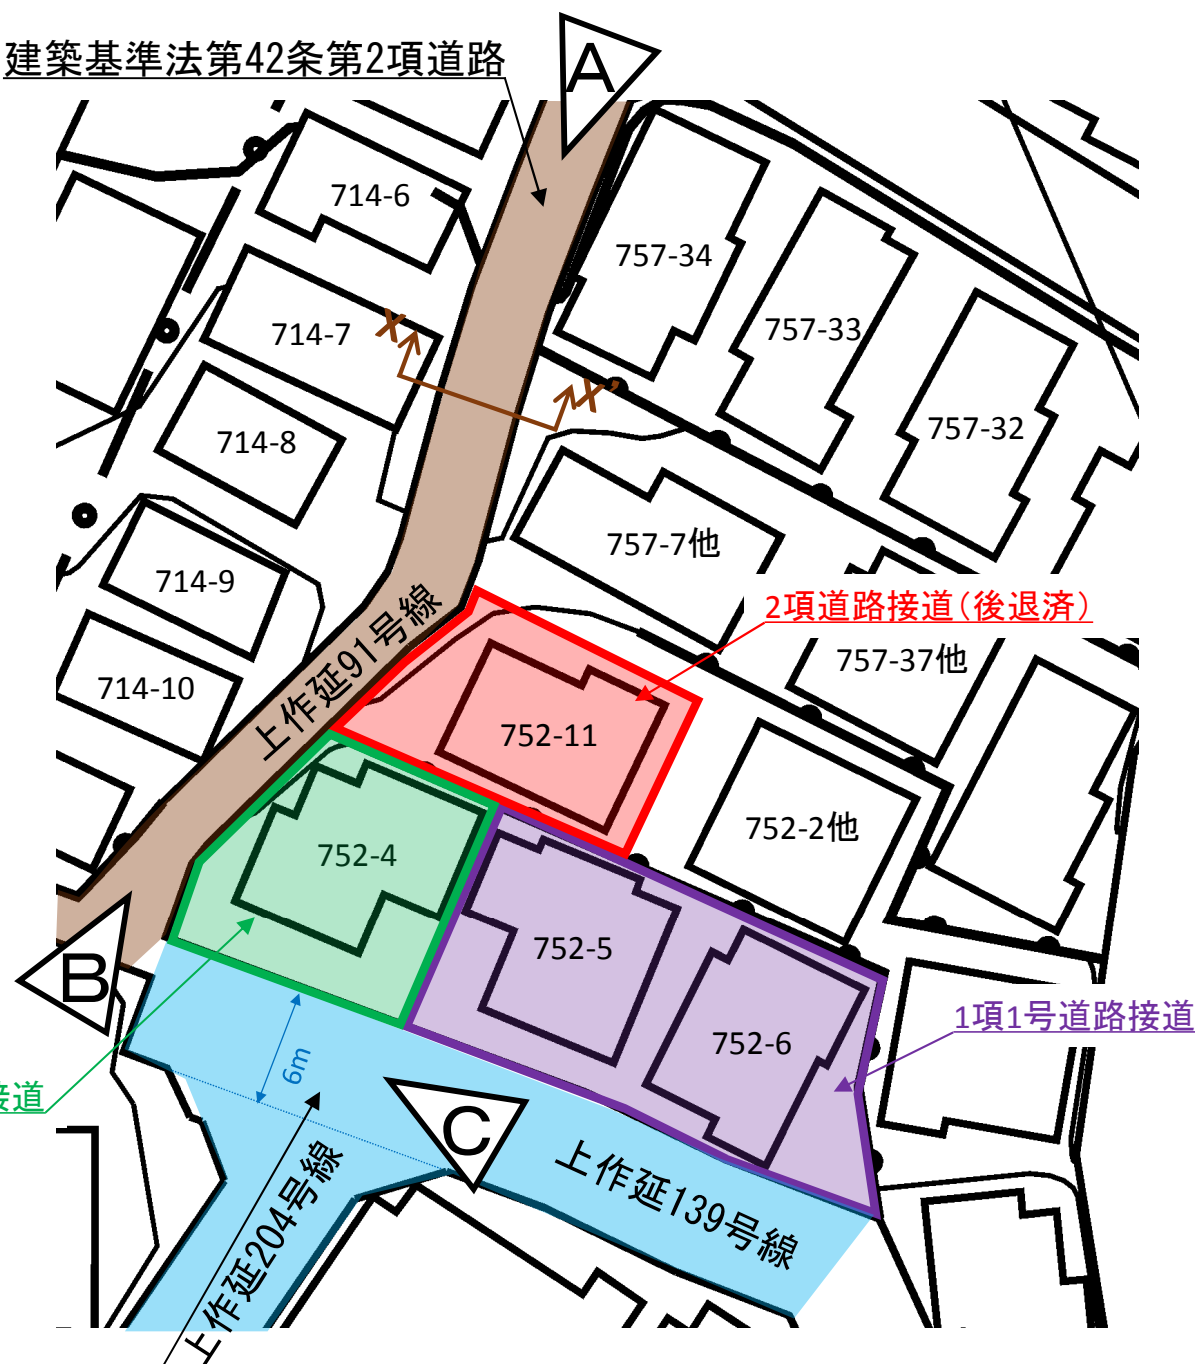 建築基準法第42条第2項道路
A
714-6
757-34
X
714-7
757-33
X'
714-8
757-32
757-7他
714-9
2項道路接道(後退済)
上作延91号線
757-37他
714-10
752-11
752-2他
752-4
752-5
B
1項1号道路接道
752-6
6m
接道
C
上作延139号線
上作延204号線